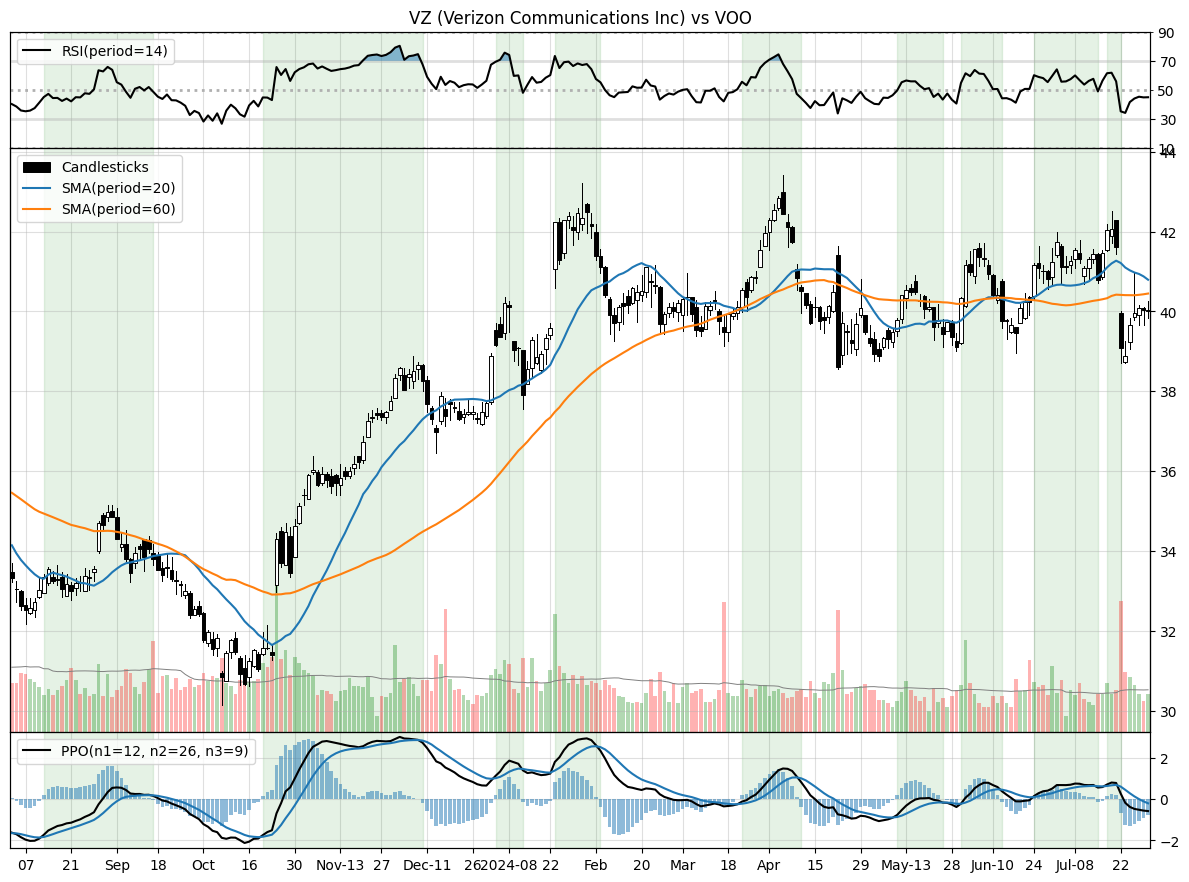 VZ (Verizon Communications Inc) vs VOO
RSI(period=14)
90
70
50
30
10
Candlesticks
SMA(period=20)
SMA(period=60)
44
42
40
38
36
34
32
30
PPO(n1=12, n2=26, n3=9)
2
0
−2
07 21 Sep 18 Oct 16 30 Nov-13 27 Dec-11 26 2024-08 22 Feb 20 Mar 18 Apr 15 29 May-13 28 Jun-10 24 Jul-08 22